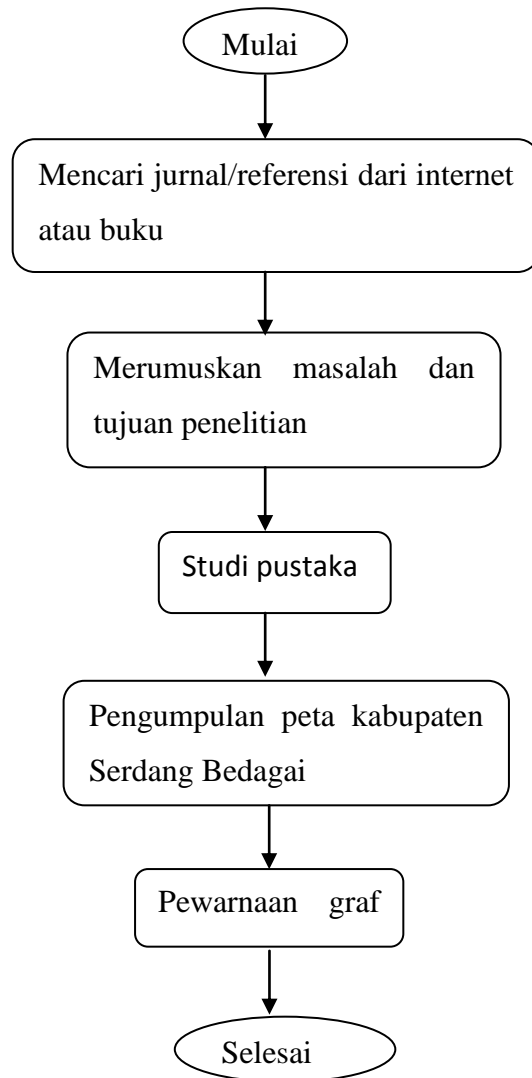 Mulai
Mencari jurnal/referensi dari internet
atau buku
Merumuskan masalah dan
tujuan penelitian
Studi pustaka
Pengumpulan peta kabupaten
Serdang Bedagai
Pewarnaan graf
Selesai